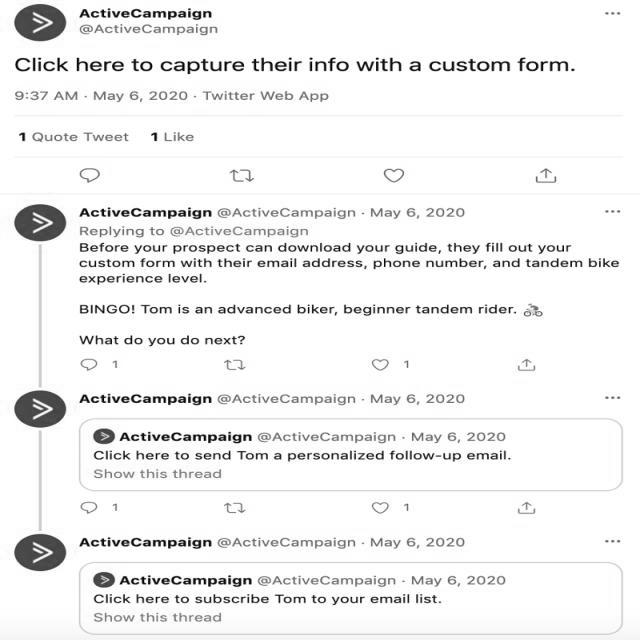 ActiveCampaign
@ActiveCampaign
Click here to capture their info with a custom form.
9:37 AM · May 6, 2020 · Twitter Web App
1 Quote Tweet 1 Like
ActiveCampaign @ActiveCampaign · May 6, 2020
Replying to @ActiveCampaign
Before your prospect can download your guide, they fill out your
custom form with their email address, phone number, and tandem bike
experience level.
BINGO! Tom is an advanced biker, beginner tandem rider. 🚴
What do you do next?
1 1
ActiveCampaign @ActiveCampaign · May 6, 2020
ActiveCampaign @ActiveCampaign · May 6, 2020
Click here to send Tom a personalized follow-up email.
Show this thread
1 1
ActiveCampaign @ActiveCampaign · May 6, 2020
ActiveCampaign @ActiveCampaign · May 6, 2020
Click here to subscribe Tom to your email list.
Show this thread